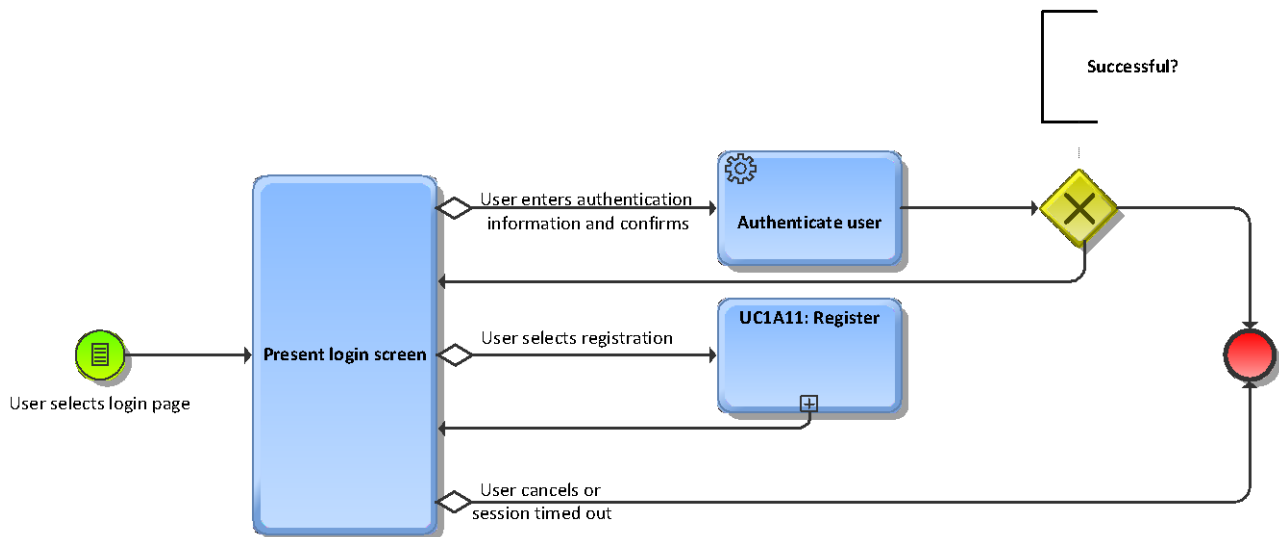 Successful?
User enters authentication
information and confirms
Authenticate user
UC1A11: Register
User selects registration
Present login screen
User selects login page
User cancels or
session timed out